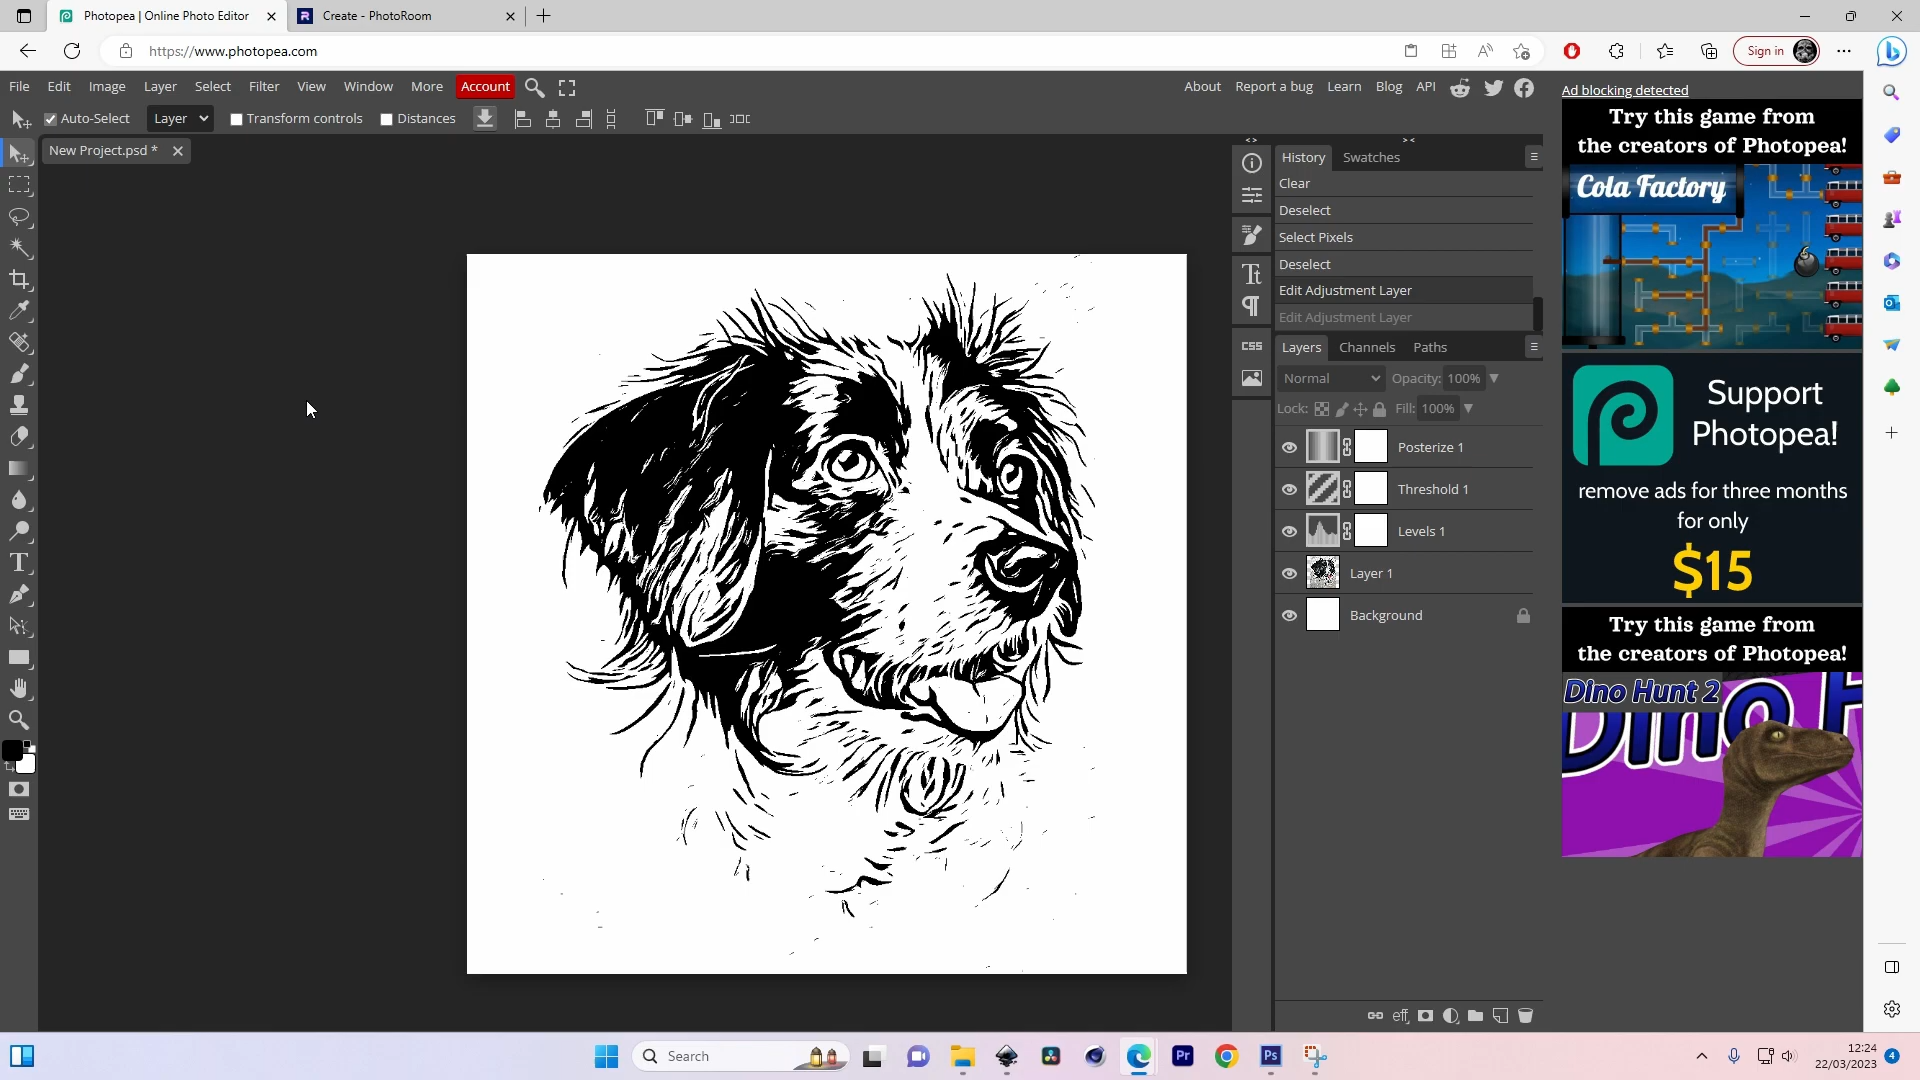 Photopea | Online Photo Editor
Create - PhotoRoom
https://www.photopea.com
Sign in
File Edit Image Layer Select Filter View Window More Account
About Report a bug Learn Blog API
Auto-Select Layer Transform controls Distances
New Project.psd *
History Swatches
Clear
Deselect
Select Pixels
Deselect
Edit Adjustment Layer
Edit Adjustment Layer
CSS
Layers Channels Paths
Normal Opacity: 100%
Lock: Fill: 100%
Posterize 1
Threshold 1
Levels 1
Layer 1
Background
eff
Ad blocking detected
Try this game from
the creators of Photopea!
Cola Factory
Support
Photopea!
remove ads for three months
for only
$15
Try this game from
the creators of Photopea!
Dino Hunt 2
Search
Pr
Ps
12:24
22/03/2023
4